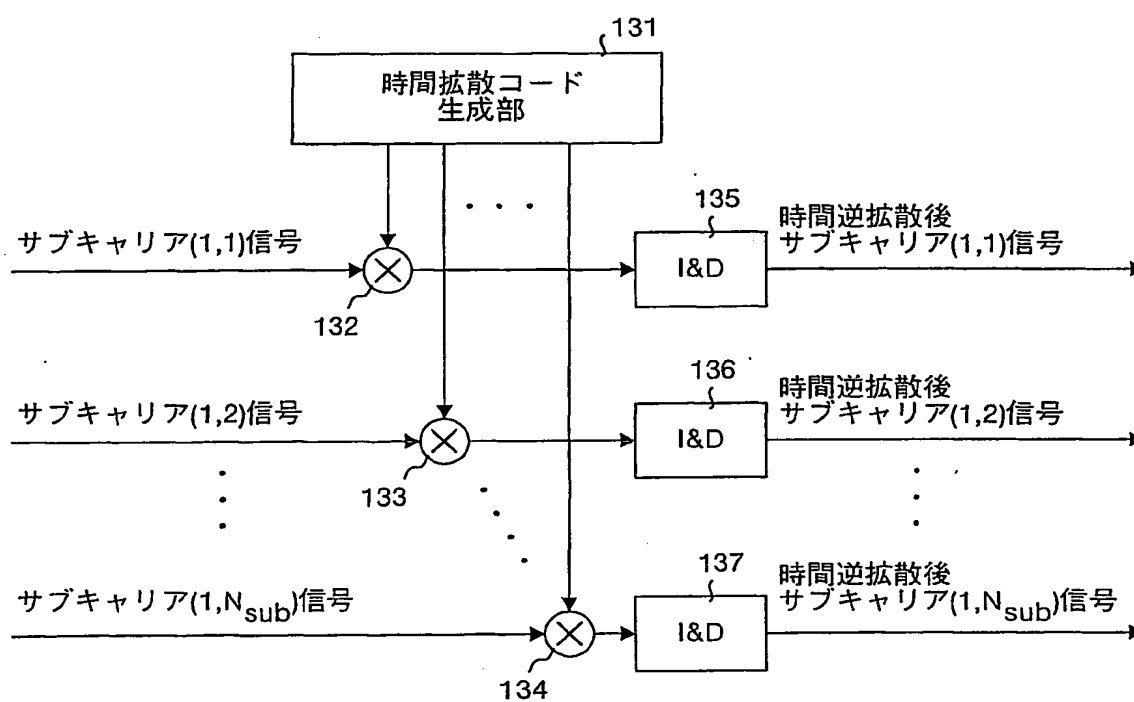 131
時間拡散コード
生成部
サブキャリア(1,1)信号
132
135
I&D
時間逆拡散後
サブキャリア(1,1)信号
サブキャリア(1,2)信号
133
136
I&D
時間逆拡散後
サブキャリア(1,2)信号
サブキャリア(1,Nsub)信号
134
137
I&D
時間逆拡散後
サブキャリア(1,Nsub)信号